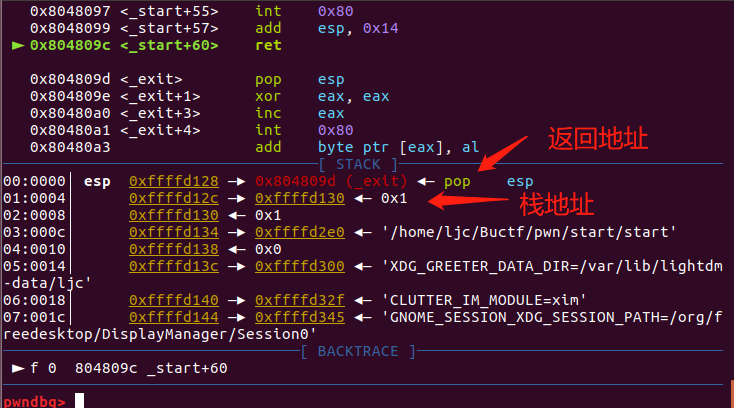 0x8048097 <_start+55>    int    0x80
0x8048099 <_start+57>    add    esp, 0x14
► 0x804809c <_start+60>    ret
0x804809d <_exit>    pop    esp
0x804809e <_exit+1>    xor    eax, eax
0x80480a0 <_exit+3>    inc    eax
0x80480a1 <_exit+4>    int    0x80
0x80480a3    add    byte ptr [eax], al
返回地址
[ STACK ]
00:0000│ esp 0xffffd128 —▸ 0x804809d (_exit) ◂— pop    esp
01:0004│ 0xffffd12c —▸ 0xffffd130 ◂— 0x1
栈地址
02:0008│ 0xffffd130 ◂— 0x1
03:000c│ 0xffffd134 —▸ 0xffffd2e0 ◂— '/home/ljc/Buctf/pwn/start/start'
04:0010│ 0xffffd138 ◂— 0x0
05:0014│ 0xffffd13c —▸ 0xffffd300 ◂— 'XDG_GREETER_DATA_DIR=/var/lib/lightdm
-data/ljc'
06:0018│ 0xffffd140 —▸ 0xffffd32f ◂— 'CLUTTER_IM_MODULE=xim'
07:001c│ 0xffffd144 —▸ 0xffffd345 ◂— 'GNOME_SESSION_XDG_SESSION_PATH=/org/f
reedesktop/DisplayManager/Session0'
[ BACKTRACE ]
► f 0  804809c _start+60
pwndbg>